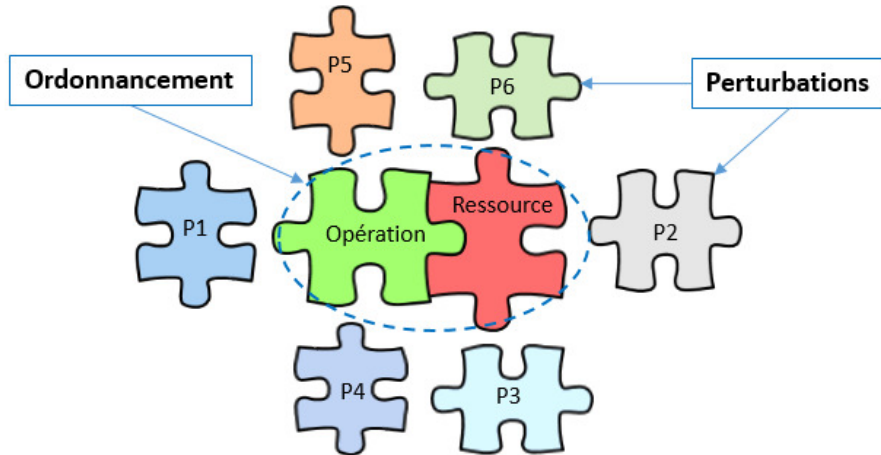 P5
Ordonnancement
P6
Perturbations
P1
Opération
Ressource
P2
P4
P3